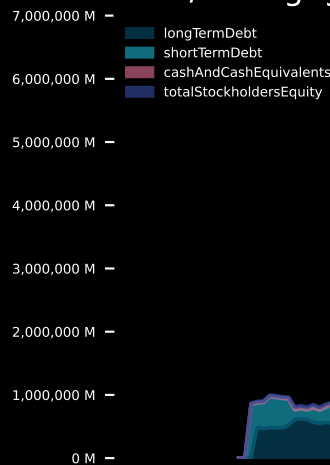 7,000,000 M
longTermDebt
shortTermDebt
6,000,000 M
cashAndCashEquivalents
totalStockholdersEquity
5,000,000 M
4,000,000 M
3,000,000 M
2,000,000 M
1,000,000 M
0 M